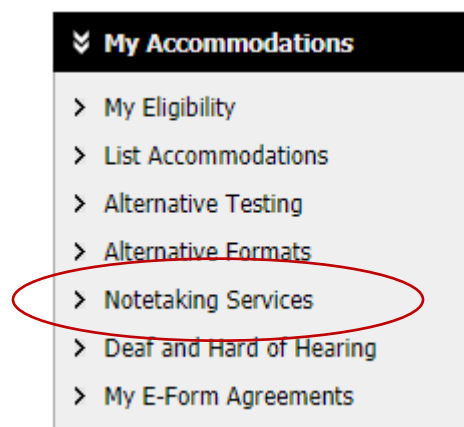 My Accommodations
My Eligibility
List Accommodations
Alternative Testing
Alternative Formats
Notetaking Services
Deaf and Hard of Hearing
My E-Form Agreements